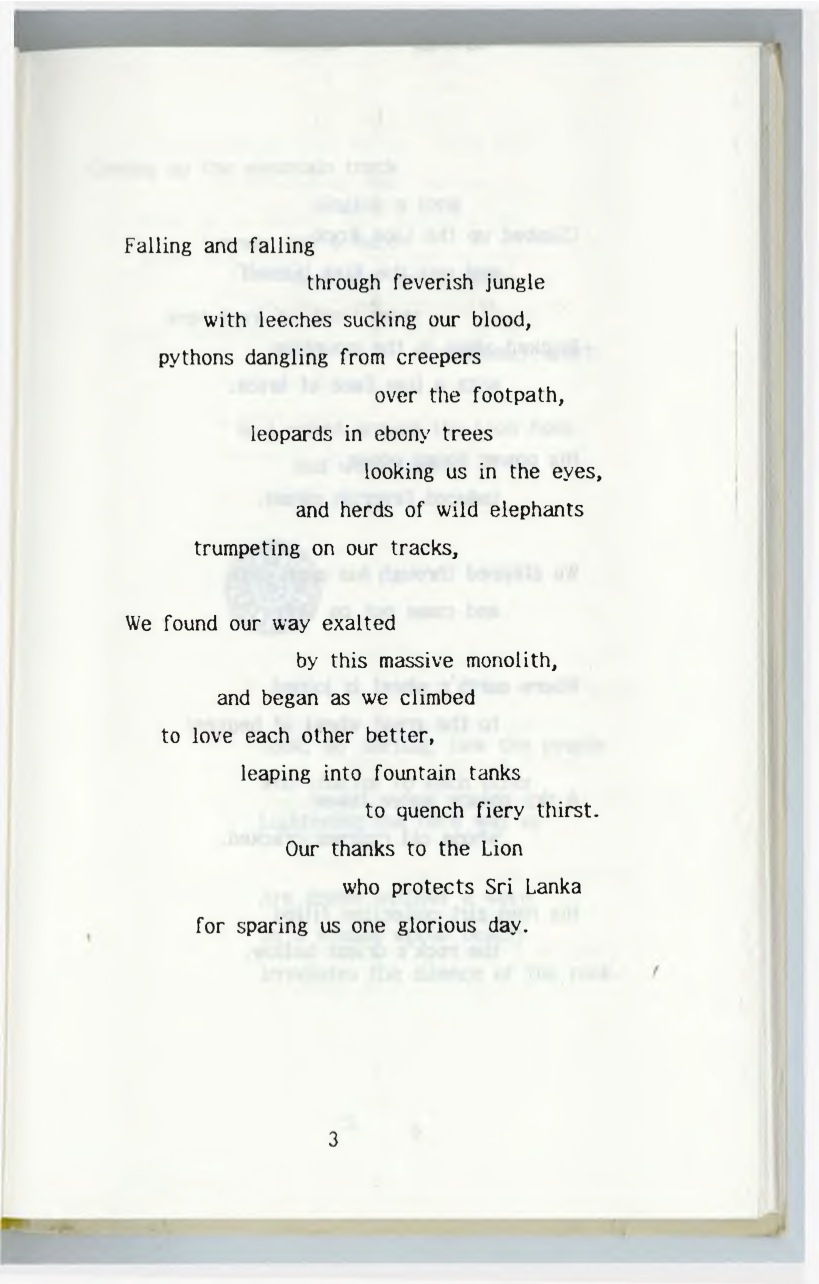 Falling and falling
through feverish jungle
with leeches sucking our blood,
pythons dangling from creepers
over the footpath,
leopards in ebony trees
looking us in the eyes,
and herds of wild elephants
trumpeting on our tracks,
We found our way exalted
by this massive monolith,
and began as we climbed
to love each other better,
leaping into fountain tanks
to quench fiery thirst.
Our thanks to the Lion
who protects Sri Lanka
for sparing us one glorious day.
3